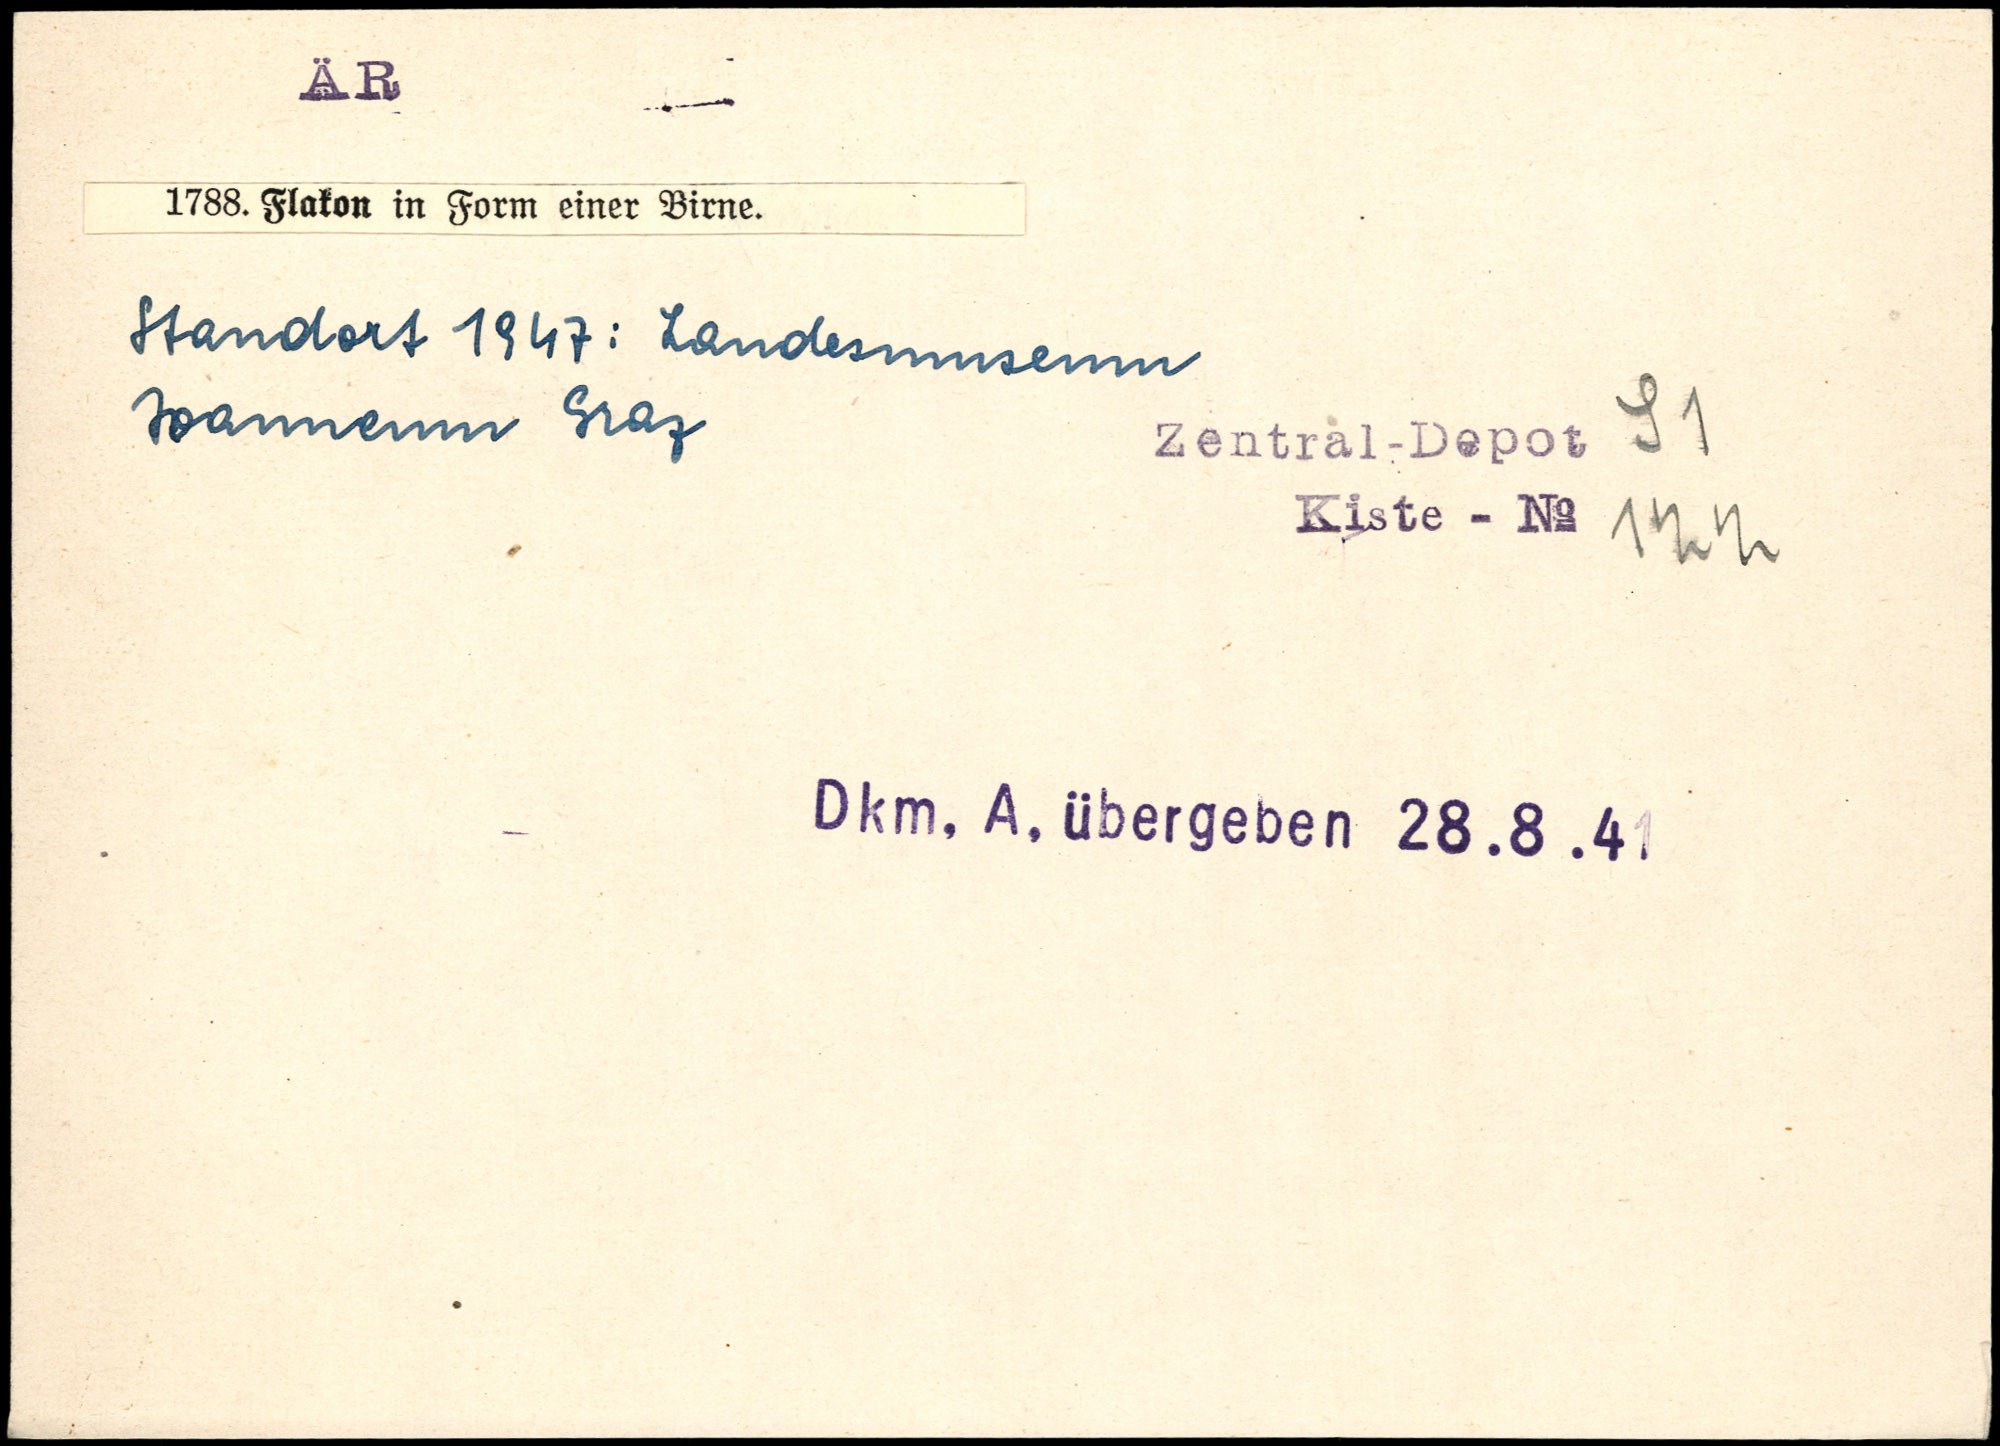 ÄR
1788. Flakon in Form einer Birne.
Standort 1947: Landesmuseum
Joanneum Graz
Zentral-Depot S1
Kiste - №
Dkm. A. übergeben 28.8.41